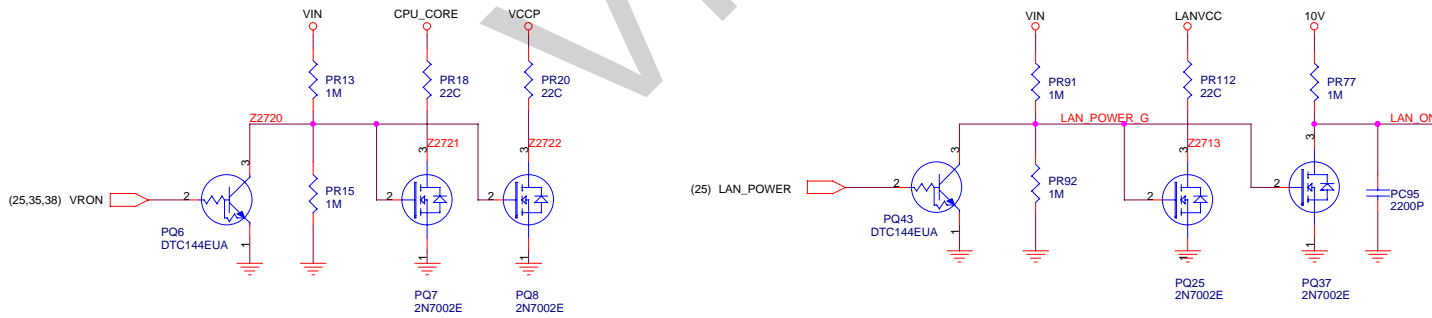 VIN
CPU_CORE
VCCP
PR13
1M
PR18
22C
PR20
22C
Z2720
Z2721
Z2722
3
3
3
(25,35,38) VRON
2
2
2
PR15
1M
PQ6
DTC144EUA
1
1
1
PQ7
2N7002E
PQ8
2N7002E
VIN
LANVCC
10V
PR91
1M
PR112
22C
PR77
1M
LAN_POWER_G
Z2713
LAN_ON
3
3
3
(25) LAN_POWER
2
2
2
PR92
1M
PC95
2200P
PQ43
DTC144EUA
1
1
1
PQ25
2N7002E
PQ37
2N7002E